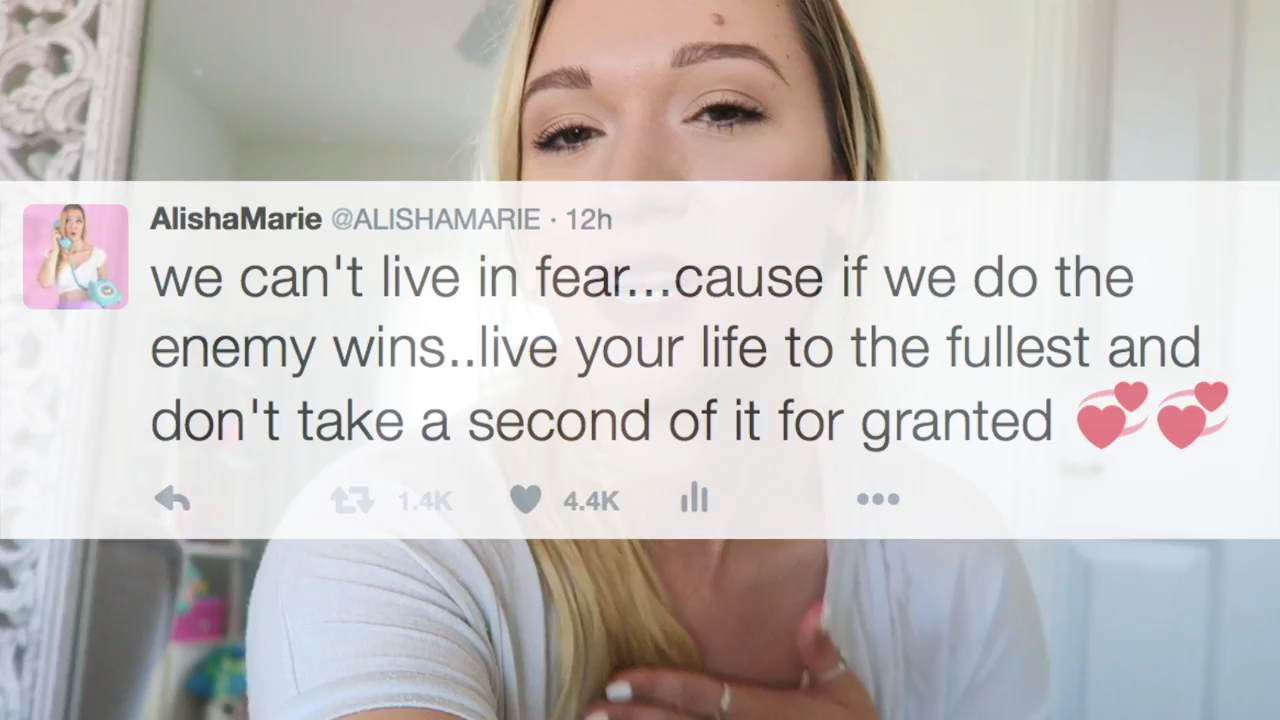 AlishaMarie @ALISHAMARIE · 12h
we can't live in fear...cause if we do the
enemy wins..live your life to the fullest and
don't take a second of it for granted 💞💞
1.4K 4.4K